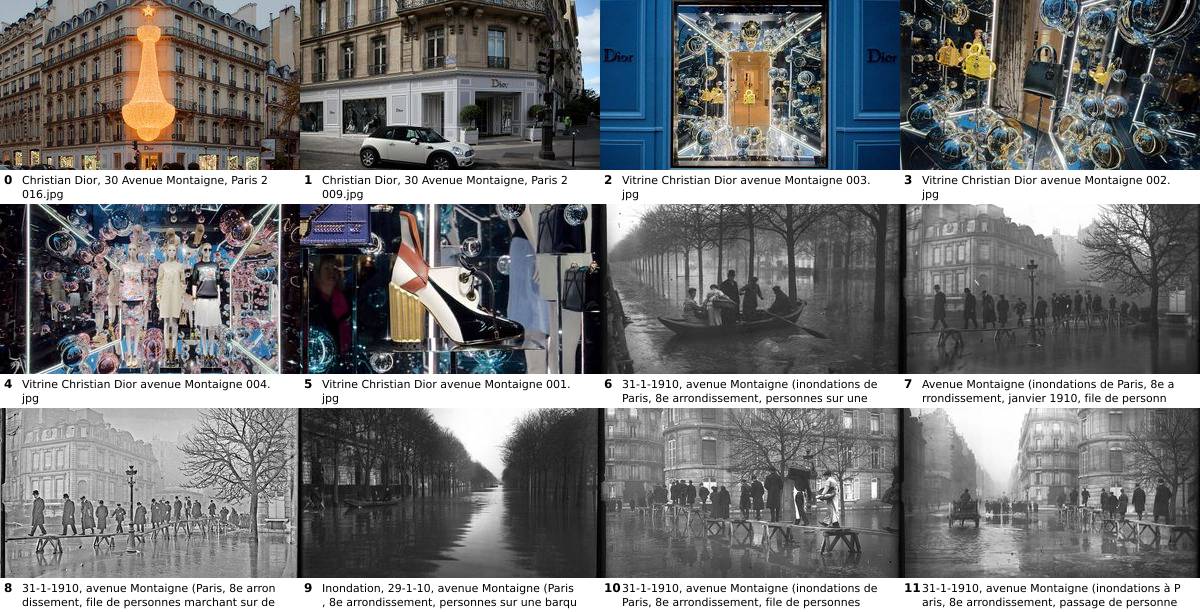 Dior
Dior
Dior
Dior
0 Christian Dior, 30 Avenue Montaigne, Paris 2
016.jpg
1 Christian Dior, 30 Avenue Montaigne, Paris 2
009.jpg
2 Vitrine Christian Dior avenue Montaigne 003.
jpg
3 Vitrine Christian Dior avenue Montaigne 002.
jpg
4 Vitrine Christian Dior avenue Montaigne 004.
jpg
5 Vitrine Christian Dior avenue Montaigne 001.
jpg
6 31-1-1910, avenue Montaigne (inondations de
Paris, 8e arrondissement, personnes sur une
7 Avenue Montaigne (inondations de Paris, 8e a
rrondissement, janvier 1910, file de personn
8 31-1-1910, avenue Montaigne (Paris, 8e arron
dissement, file de personnes marchant sur de
9 Inondation, 29-1-10, avenue Montaigne (Paris
, 8e arrondissement, personnes sur une barqu
10 31-1-1910, avenue Montaigne (inondations de
Paris, 8e arrondissement, file de personnes
11 31-1-1910, avenue Montaigne (inondations à P
aris, 8e arrondissement, passage de personne